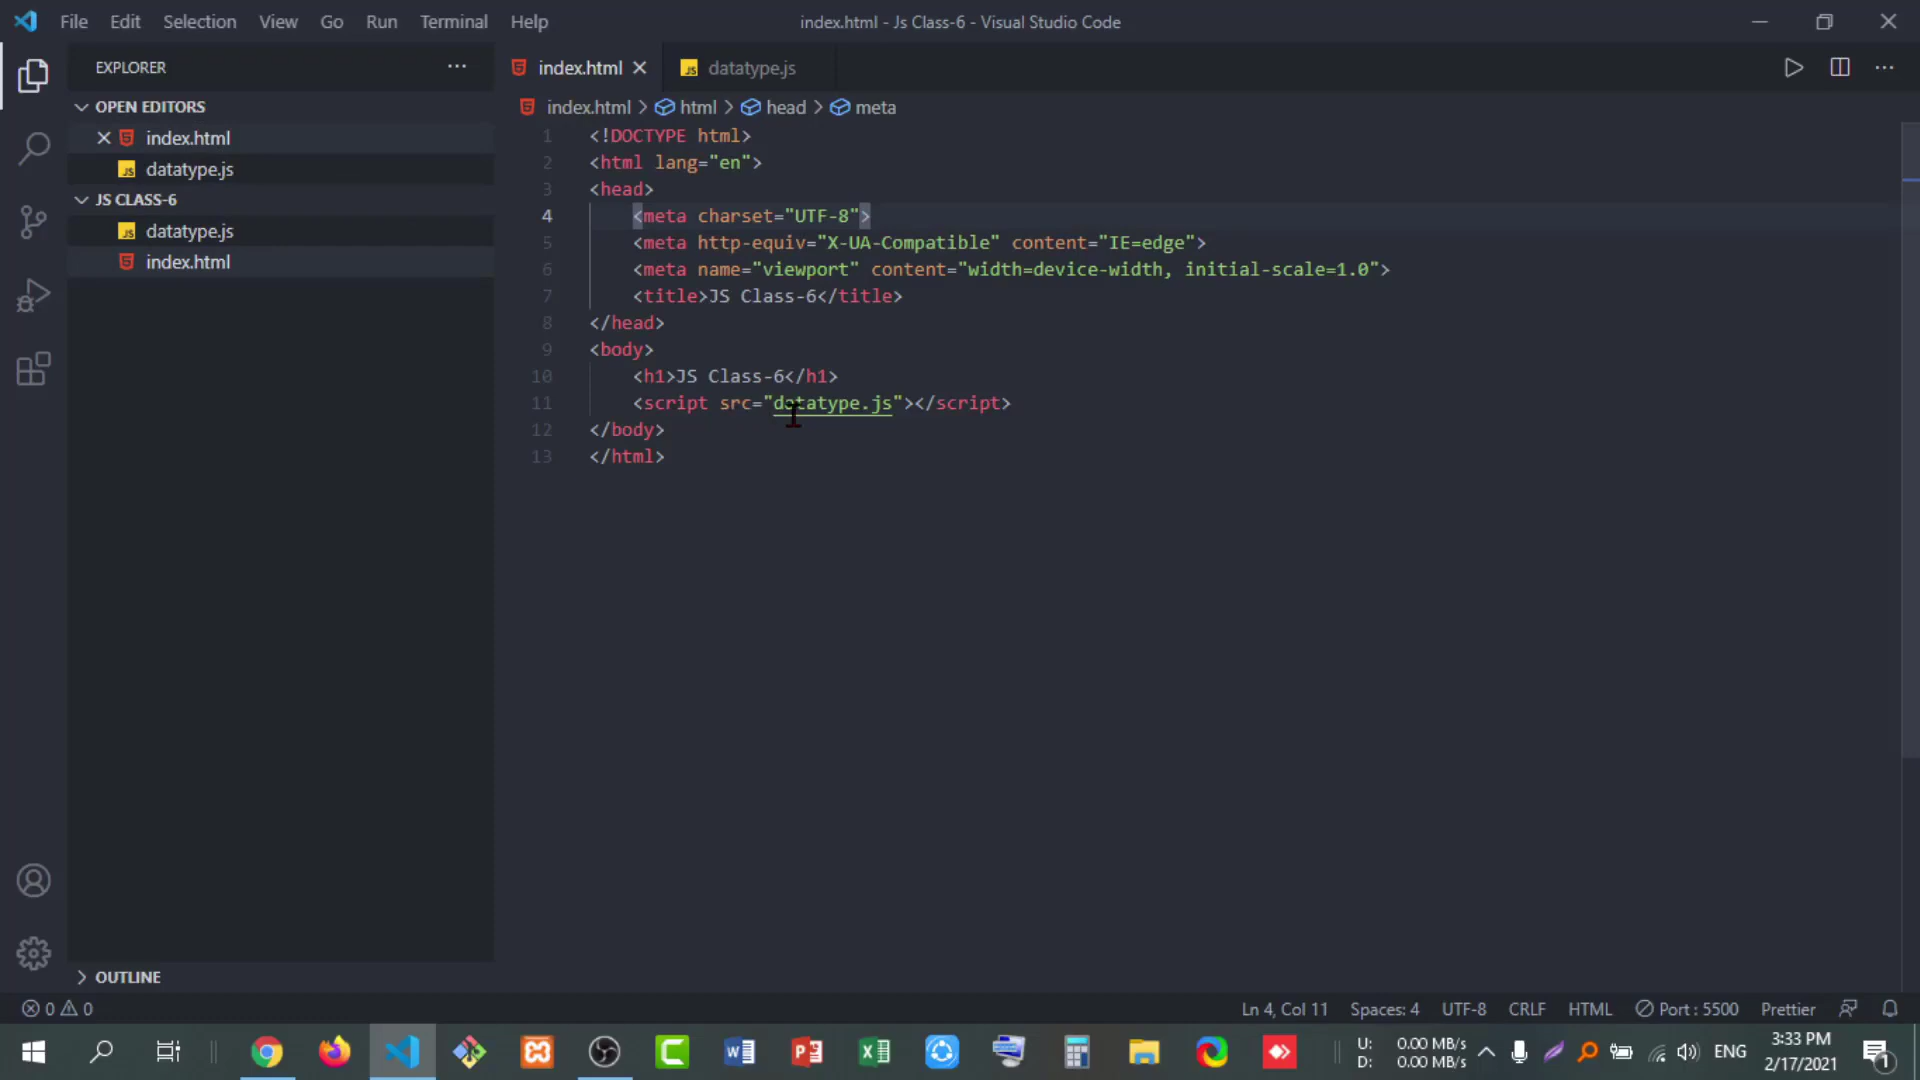 File Edit Selection View Go Run Terminal Help
index.html - Js Class-6 - Visual Studio Code
EXPLORER
OPEN EDITORS
index.html
datatype.js
JS CLASS-6
datatype.js
index.html
OUTLINE
index.html
datatype.js
index.html > html > head > meta
1 <!DOCTYPE html>
2 <html lang="en">
3 <head>
4 <meta charset="UTF-8">
5 <meta http-equiv="X-UA-Compatible" content="IE=edge">
6 <meta name="viewport" content="width=device-width, initial-scale=1.0">
7 <title>JS Class-6</title>
8 </head>
9 <body>
10 <h1>JS Class-6</h1>
11 <script src="datatype.js"></script>
12 </body>
13 </html>
0 0
Ln 4, Col 11 Spaces: 4 UTF-8 CRLF HTML Port : 5500 Prettier
U: 0.00 MB/s
D: 0.00 MB/s
ENG
3:33 PM
2/17/2021
1